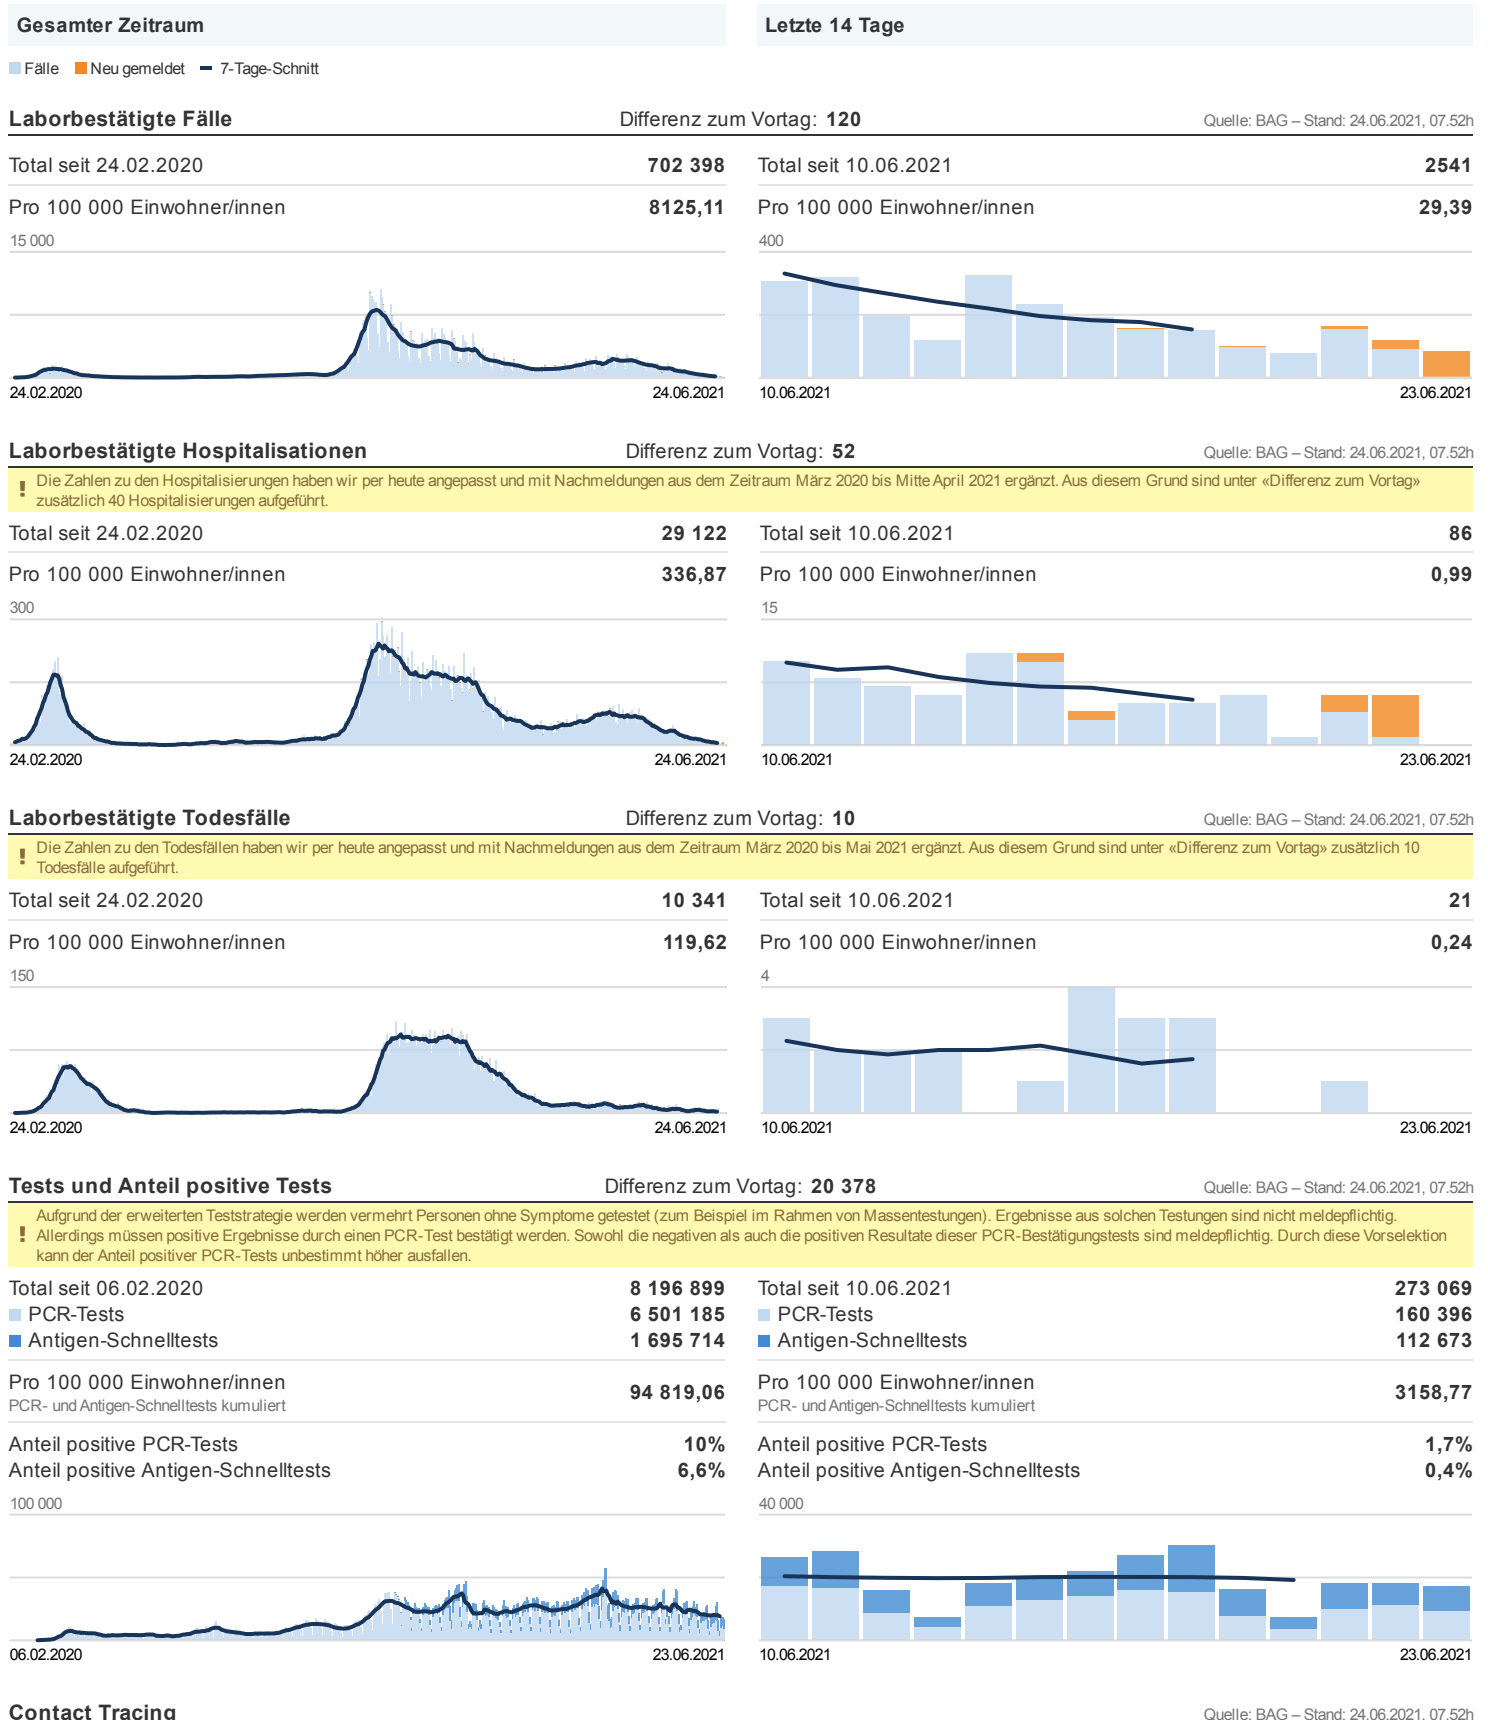 Gesamter Zeitraum
Letzte 14 Tage
Fälle Neu gemeldet 7-Tage-Schnitt
Laborbestätigte Fälle Differenz zum Vortag: 120 Quelle: BAG – Stand: 24.06.2021, 07.52h
Total seit 24.02.2020 702 398
Pro 100 000 Einwohner/innen 8125,11
15 000
24.02.2020 24.06.2021
Total seit 10.06.2021 2541
Pro 100 000 Einwohner/innen 29,39
400
10.06.2021 23.06.2021
Laborbestätigte Hospitalisationen Differenz zum Vortag: 52 Quelle: BAG – Stand: 24.06.2021, 07.52h
! Die Zahlen zu den Hospitalisierungen haben wir per heute angepasst und mit Nachmeldungen aus dem Zeitraum März 2020 bis Mitte April 2021 ergänzt. Aus diesem Grund sind unter «Differenz zum Vortag»
zusätzlich 40 Hospitalisierungen aufgeführt.
Total seit 24.02.2020 29 122
Pro 100 000 Einwohner/innen 336,87
300
24.02.2020 24.06.2021
Total seit 10.06.2021 86
Pro 100 000 Einwohner/innen 0,99
15
10.06.2021 23.06.2021
Laborbestätigte Todesfälle Differenz zum Vortag: 10 Quelle: BAG – Stand: 24.06.2021, 07.52h
! Die Zahlen zu den Todesfällen haben wir per heute angepasst und mit Nachmeldungen aus dem Zeitraum März 2020 bis Mai 2021 ergänzt. Aus diesem Grund sind unter «Differenz zum Vortag» zusätzlich 10
Todesfälle aufgeführt.
Total seit 24.02.2020 10 341
Pro 100 000 Einwohner/innen 119,62
150
24.02.2020 24.06.2021
Total seit 10.06.2021 21
Pro 100 000 Einwohner/innen 0,24
4
10.06.2021 23.06.2021
Tests und Anteil positive Tests Differenz zum Vortag: 20 378 Quelle: BAG – Stand: 24.06.2021, 07.52h
Aufgrund der erweiterten Teststrategie werden vermehrt Personen ohne Symptome getestet (zum Beispiel im Rahmen von Massentestungen). Ergebnisse aus solchen Testungen sind nicht meldepflichtig.
! Allerdings müssen positive Ergebnisse durch einen PCR-Test bestätigt werden. Sowohl die negativen als auch die positiven Resultate dieser PCR-Bestätigungstests sind meldepflichtig. Durch diese Vorselektion
kann der Anteil positiver PCR-Tests unbestimmt höher ausfallen.
Total seit 06.02.2020 8 196 899
PCR-Tests 6 501 185
Antigen-Schnelltests 1 695 714
Pro 100 000 Einwohner/innen 94 819,06
PCR- und Antigen-Schnelltests kumuliert
Anteil positive PCR-Tests 10%
Anteil positive Antigen-Schnelltests 6,6%
100 000
06.02.2020 23.06.2021
Total seit 10.06.2021 273 069
PCR-Tests 160 396
Antigen-Schnelltests 112 673
Pro 100 000 Einwohner/innen 3158,77
PCR- und Antigen-Schnelltests kumuliert
Anteil positive PCR-Tests 1,7%
Anteil positive Antigen-Schnelltests 0,4%
40 000
10.06.2021 23.06.2021
Contact Tracing Quelle: BAG – Stand: 24.06.2021, 07.52h